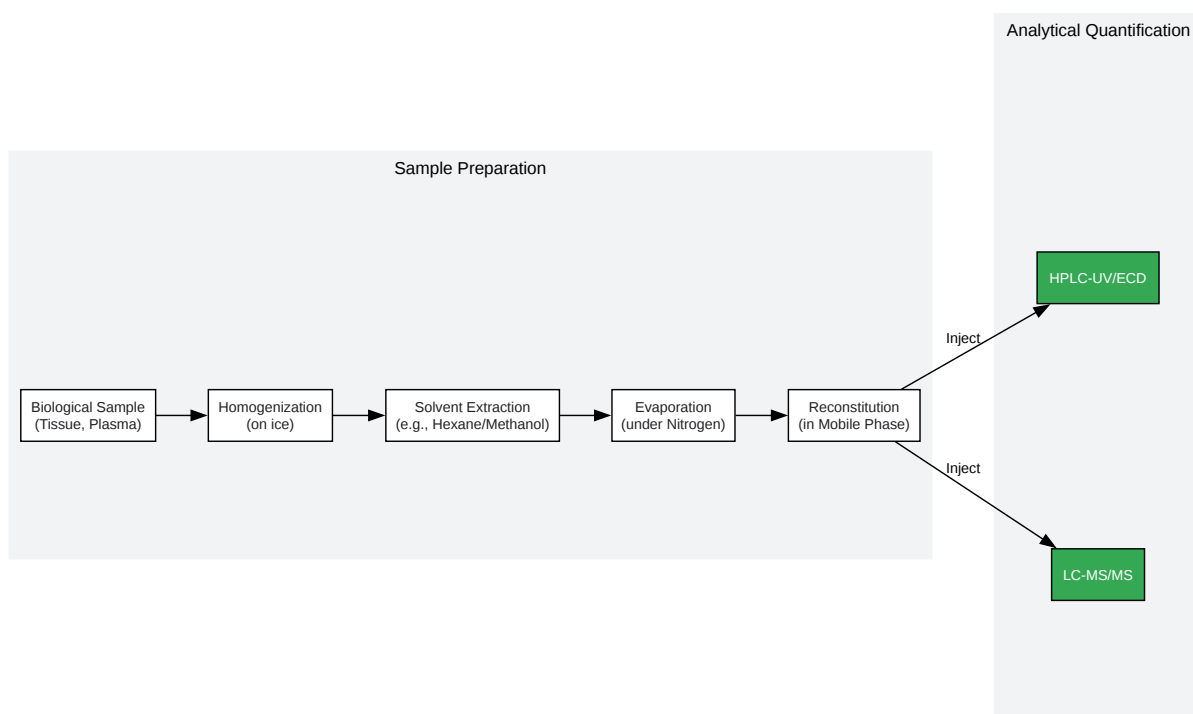 Analytical Quantification
Sample Preparation
Biological Sample
(Tissue, Plasma)
Homogenization
(on ice)
Solvent Extraction
(e.g., Hexane/Methanol)
Evaporation
(under Nitrogen)
Reconstitution
(in Mobile Phase)
Inject
HPLC-UV/ECD
Inject
LC-MS/MS